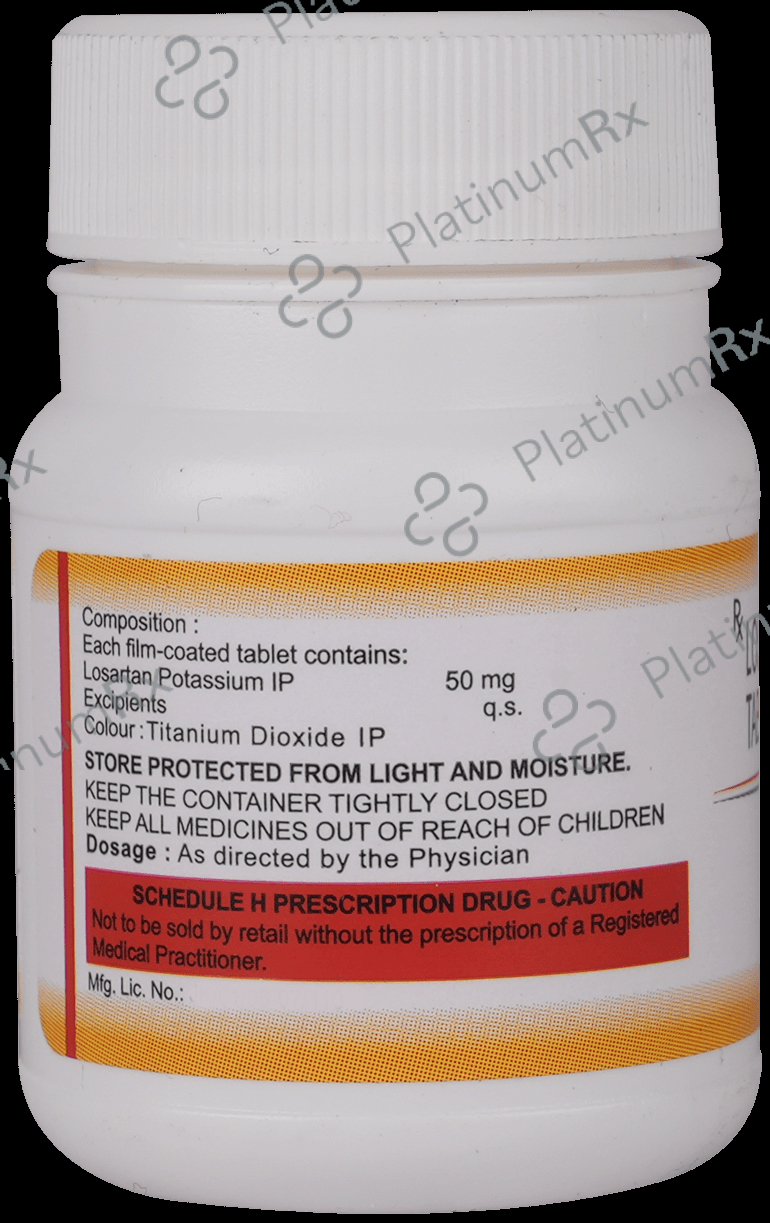 Composition :
Each film-coated tablet contains:
Losartan Potassium IP 50 mg
Excipients q.s.
Colour : Titanium Dioxide IP
STORE PROTECTED FROM LIGHT AND MOISTURE.
KEEP THE CONTAINER TIGHTLY CLOSED
KEEP ALL MEDICINES OUT OF REACH OF CHILDREN
Dosage : As directed by the Physician
SCHEDULE H PRESCRIPTION DRUG - CAUTION
Not to be sold by retail without the prescription of a Registered
Medical Practitioner.
Mfg. Lic. No.:
Rx
PlatinumRx
PlatinumRx